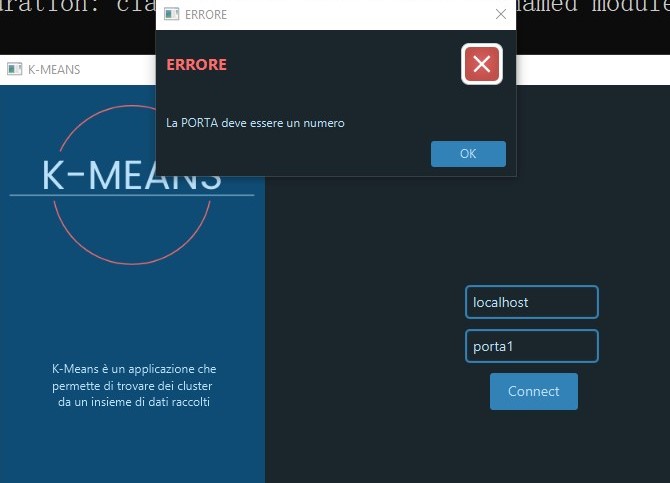 uration: cla
named module
ERRORE
ERRORE
La PORTA deve essere un numero
OK
K-MEANS
K-MEANS
K-Means è un applicazione che
permette di trovare dei cluster
da un insieme di dati raccolti
localhost
porta1
Connect